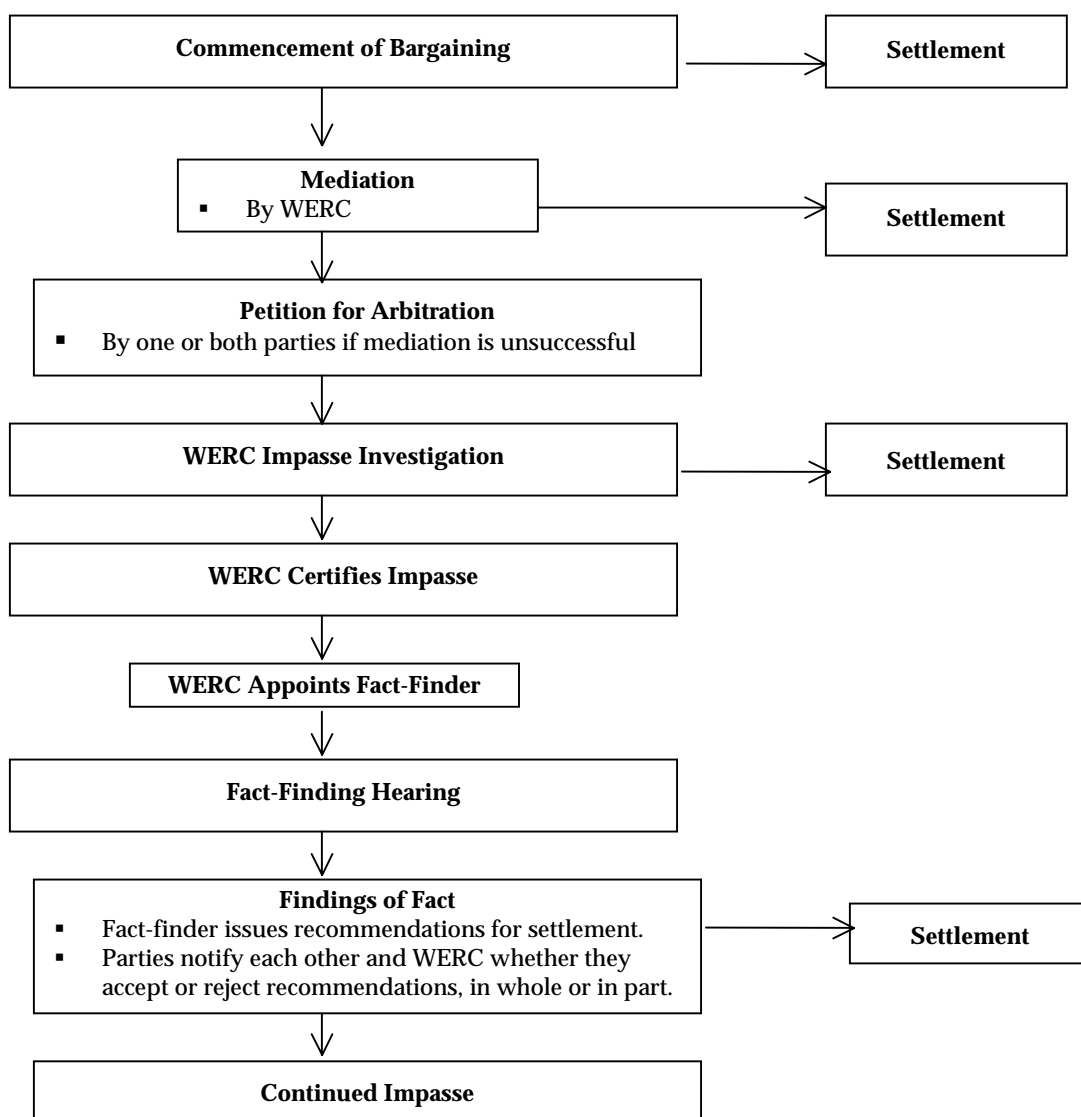 Commencement of Bargaining
Settlement
Mediation
▪ By WERC
Settlement
Petition for Arbitration
▪ By one or both parties if mediation is unsuccessful
WERC Impasse Investigation
Settlement
WERC Certifies Impasse
WERC Appoints Fact-Finder
Fact-Finding Hearing
Findings of Fact
▪ Fact-finder issues recommendations for settlement.
▪ Parties notify each other and WERC whether they
accept or reject recommendations, in whole or in part.
Settlement
Continued Impasse